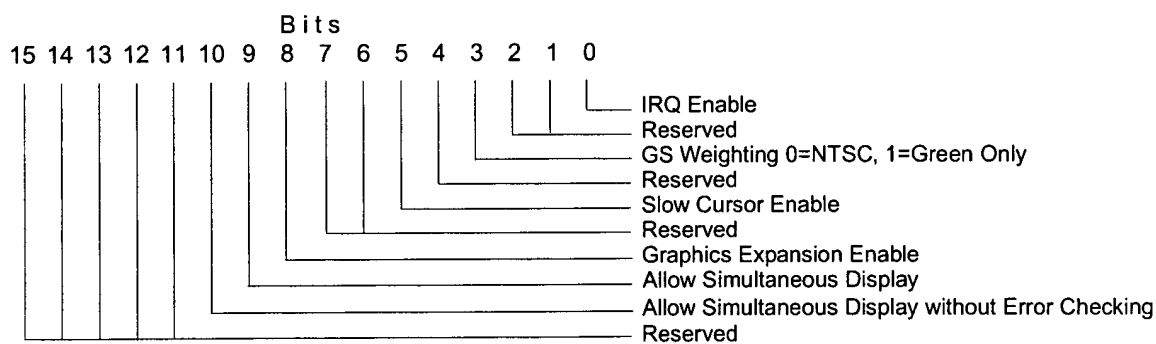 Bits
15 14 13 12 11 10 9 8 7 6 5 4 3 2 1 0
IRQ Enable
Reserved
GS Weighting 0=NTSC, 1=Green Only
Reserved
Slow Cursor Enable
Reserved
Graphics Expansion Enable
Allow Simultaneous Display
Allow Simultaneous Display without Error Checking
Reserved